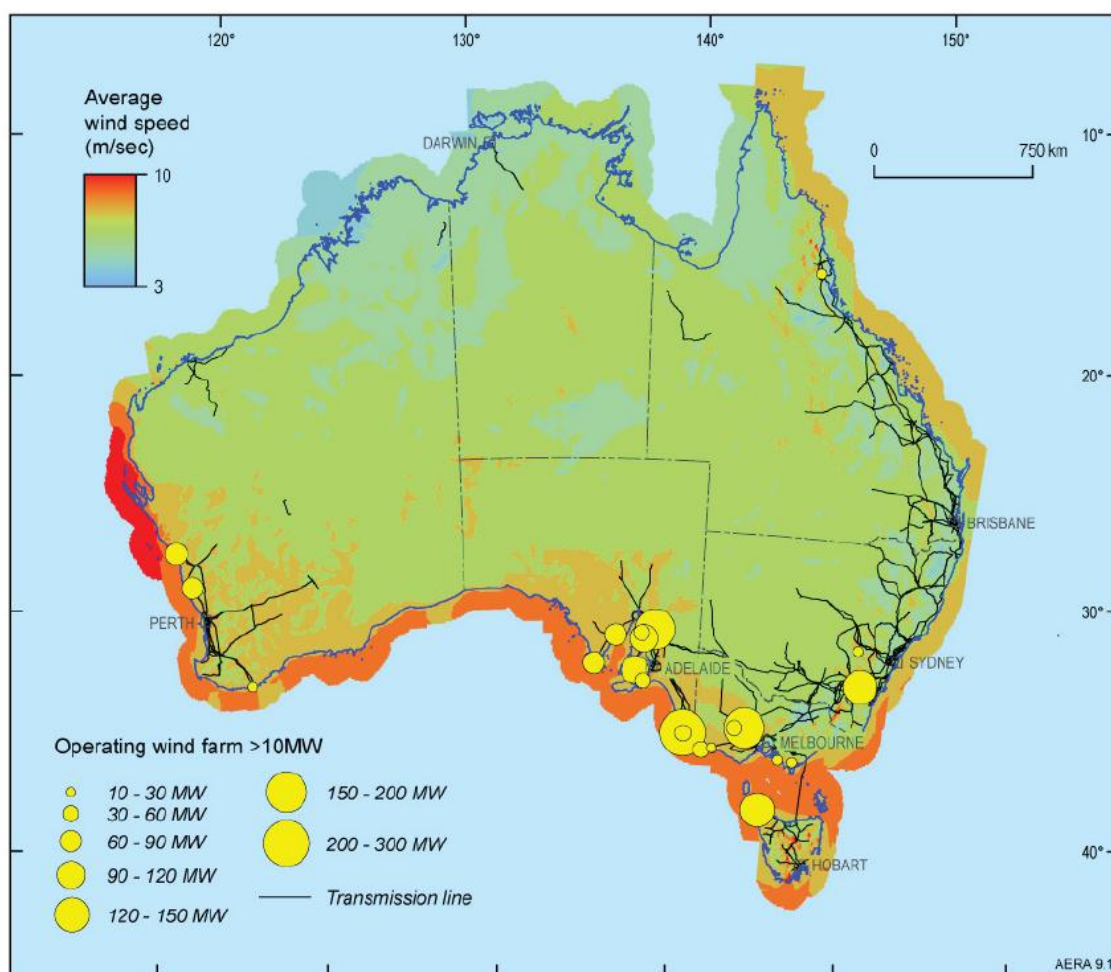 120° 130° 140° 150°
Average
wind speed
(m/sec)
10
3
DARWIN
0 750 km
10°
20°
BRISBANE
30°
PERTH
ADELAIDE
SYDNEY
MELBOURNE
HOBART
40°
Operating wind farm >10MW
10 - 30 MW
30 - 60 MW
60 - 90 MW
90 - 120 MW
120 - 150 MW
150 - 200 MW
200 - 300 MW
Transmission line
AERA 9.1